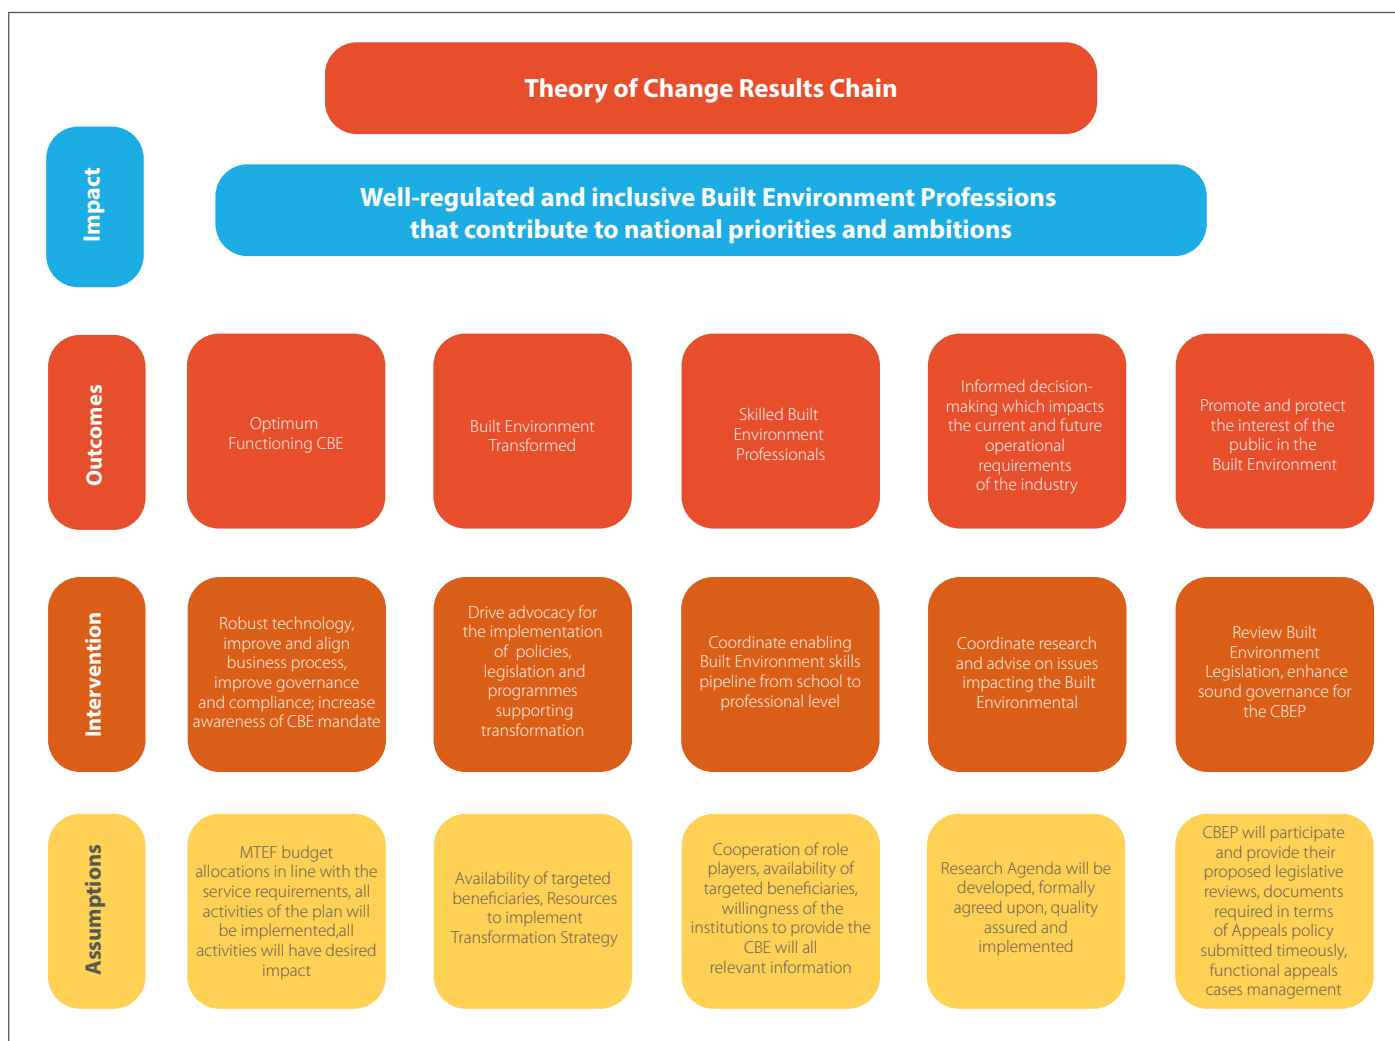 Theory of Change Results Chain
Impact
Well-regulated and inclusive Built Environment Professions
that contribute to national priorities and ambitions
Outcomes
Optimum
Functioning CBE
Built Environment
Transformed
Skilled Built
Environment
Professionals
Informed decision-
making which impacts
the current and future
operational
requirements
of the industry
Promote and protect
the interest of the
public in the
Built Environment
Intervention
Robust technology,
improve and align
business process,
improve governance
and compliance; increase
awareness of CBE mandate
Drive advocacy for
the implementation
of policies,
legislation and
programmes
supporting
transformation
Coordinate enabling
Built Environment skills
pipeline from school to
professional level
Coordinate research
and advise on issues
impacting the Built
Environmental
Review Built
Environment
Legislation, enhance
sound governance for
the CBEP
Assumptions
MTEF budget
allocations in line with the
service requirements, all
activities of the plan will
be implemented,all
activities will have desired
impact
Availability of targeted
beneficiaries, Resources
to implement
Transformation Strategy
Cooperation of role
players, availability of
targeted beneficiaries,
willingness of the
institutions to provide the
CBE will all
relevant information
Research Agenda will be
developed, formally
agreed upon, quality
assured and
implemented
CBEP will participate
and provide their
proposed legislative
reviews, documents
required in terms
of Appeals policy
submitted timeously,
functional appeals
cases management